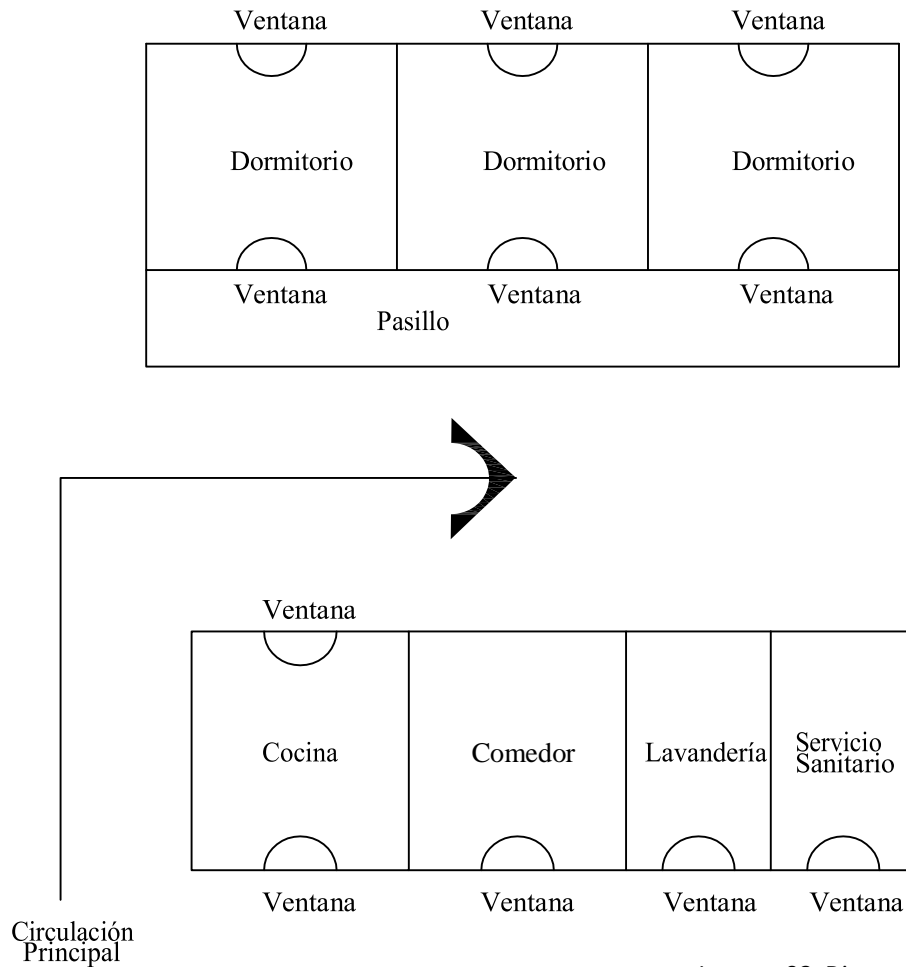 Ventana Ventana Ventana
Dormitorio Dormitorio Dormitorio
Ventana Ventana Ventana
Pasillo
Ventana
Cocina Comedor Lavandería Servicio
Sanitario
Ventana Ventana Ventana Ventana
Circulación
Principal